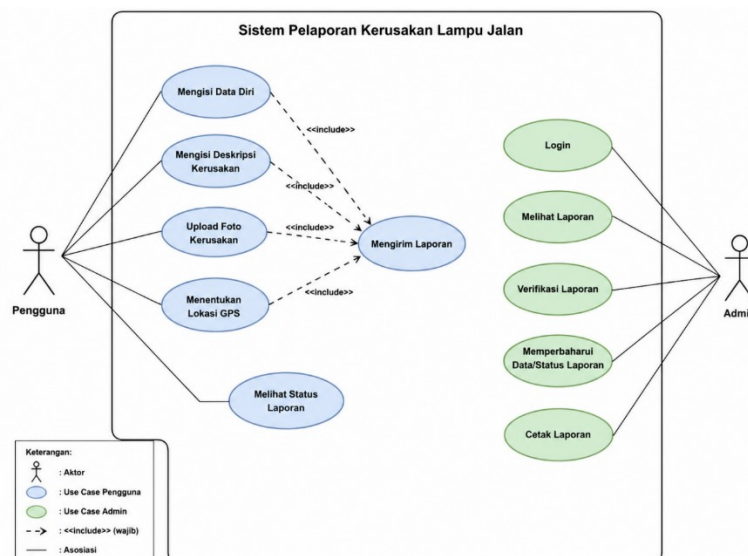 Sistem Pelaporan Kerusakan Lampu Jalan
Mengisi Data Diri
<<include>>
Mengisi Deskripsi
Kerusakan
<<include>>
Upload Foto
Kerusakan
<<include>>
Mengirim Laporan
Menentukan
Lokasi GPS
<<include>>
Melihat Status
Laporan
Pengguna
Login
Melihat Laporan
Verifikasi Laporan
Memperbaharui
Data/Status Laporan
Cetak Laporan
Admi
Keterangan:
: Aktor
: Use Case Pengguna
: Use Case Admin
: <<include>> (wajib)
: Asosiasi